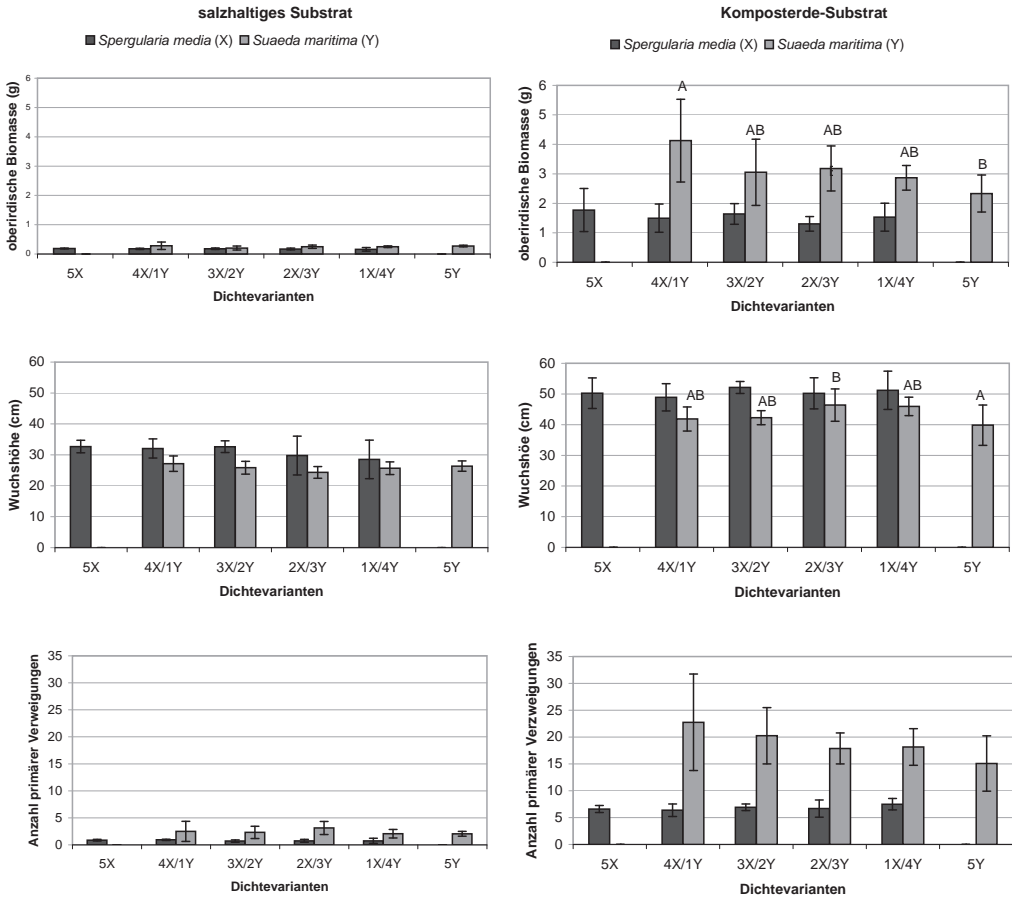 salzhaltiges Substrat
Spergularia media (X) Suaeda maritima (Y)
oberirdische Biomasse (g)
6
5
4
3
2
1
0
5X 4X/1Y 3X/2Y 2X/3Y 1X/4Y 5Y
Dichtevarianten
Komposterde-Substrat
Spergularia media (X) Suaeda maritima (Y)
oberirdische Biomasse (g)
6
5
4
3
2
1
0
A AB AB AB B
5X 4X/1Y 3X/2Y 2X/3Y 1X/4Y 5Y
Dichtevarianten
Wuchshöhe (cm)
60
50
40
30
20
10
0
5X 4X/1Y 3X/2Y 2X/3Y 1X/4Y 5Y
Dichtevarianten
Wuchshöe (cm)
60
50
40
30
20
10
0
AB AB B AB A
5X 4X/1Y 3X/2Y 2X/3Y 1X/4Y 5Y
Dichtevarianten
Anzahl primärer Verweigungen
35
30
25
20
15
10
5
0
5X 4X/1Y 3X/2Y 2X/3Y 1X/4Y 5Y
Dichtevarianten
Anzahl primärer Verzweigungen
35
30
25
20
15
10
5
0
5X 4X/1Y 3X/2Y 2X/3Y 1X/4Y 5Y
Dichtevarianten